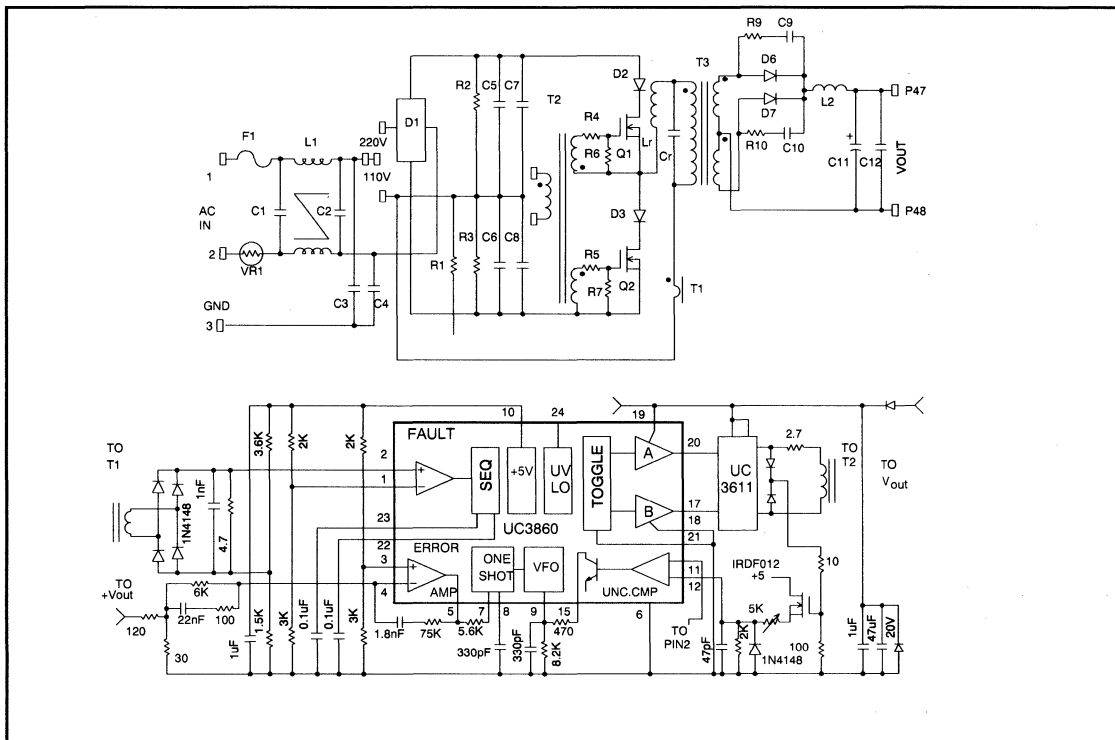 R9 C9
D6
D7
R10 C10
L2
P47
C11 C12
VOUT
P48
T3
D2
T2
R4
R6
Q1
Lr
Cr
D3
R5
R7
Q2
T1
R2 C5 C7
D1
220V
110V
F1
L1
1
AC
IN
C1 C2
2
VR1
R1
R3 C6 C8
C3 C4
GND
3
10 24 19
3.6K
2K
2K
FAULT
2
1
23
22
3
4
SEQ
+5V
UV
LO
TOGGLE
A
B
20
17
18
21
UC
3611
2.7
TO
T2
TO
Vout
TO
T1
1N4148
1nF
4.7
UC3860
ERROR
AMP
ONE
SHOT
VFO
UNC.CMP
11
12
5 7 8 9 15 6
TO
+Vout
6K
22nF 100
120
30
1uF
1.5K
3K
0.1uF
0.1uF
3K
1.8nF
75K
5.6K
330pF
330pF
8.2K
470
TO
PIN2
47pF
2K
1N4148
5K
IRDF012
+5
10
100
1uF
47uF
20V